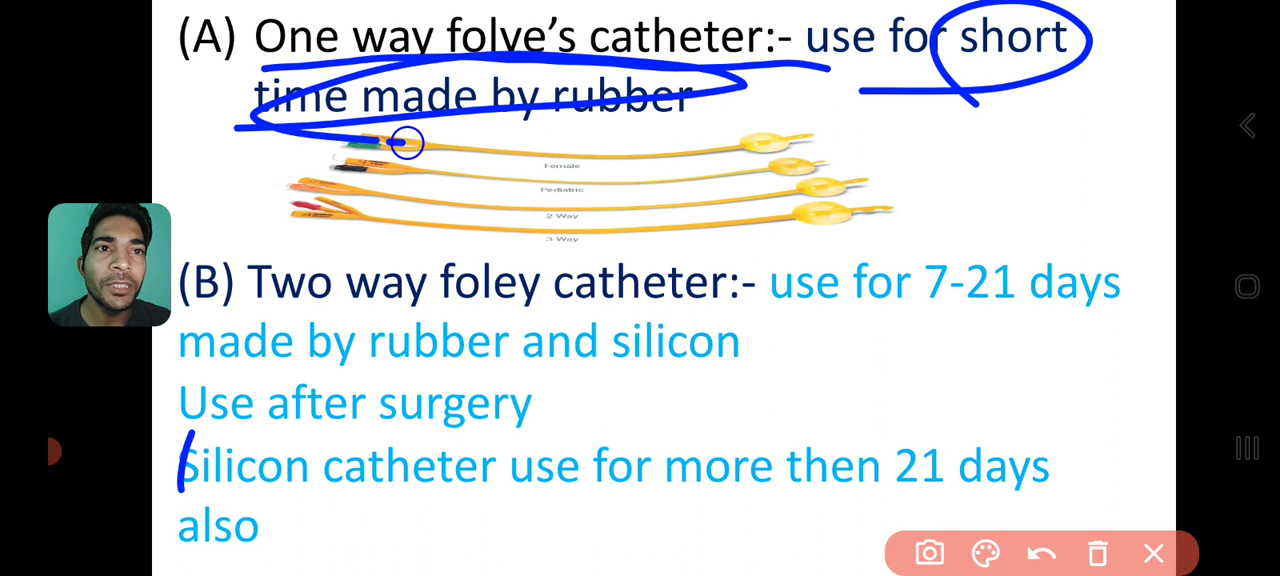 (A) One way folve's catheter:- use for short
time made by rubber
Female
Pediatric
2 Way
3 Way
(B) Two way foley catheter:- use for 7-21 days
made by rubber and silicon
Use after surgery
Silicon catheter use for more then 21 days
also